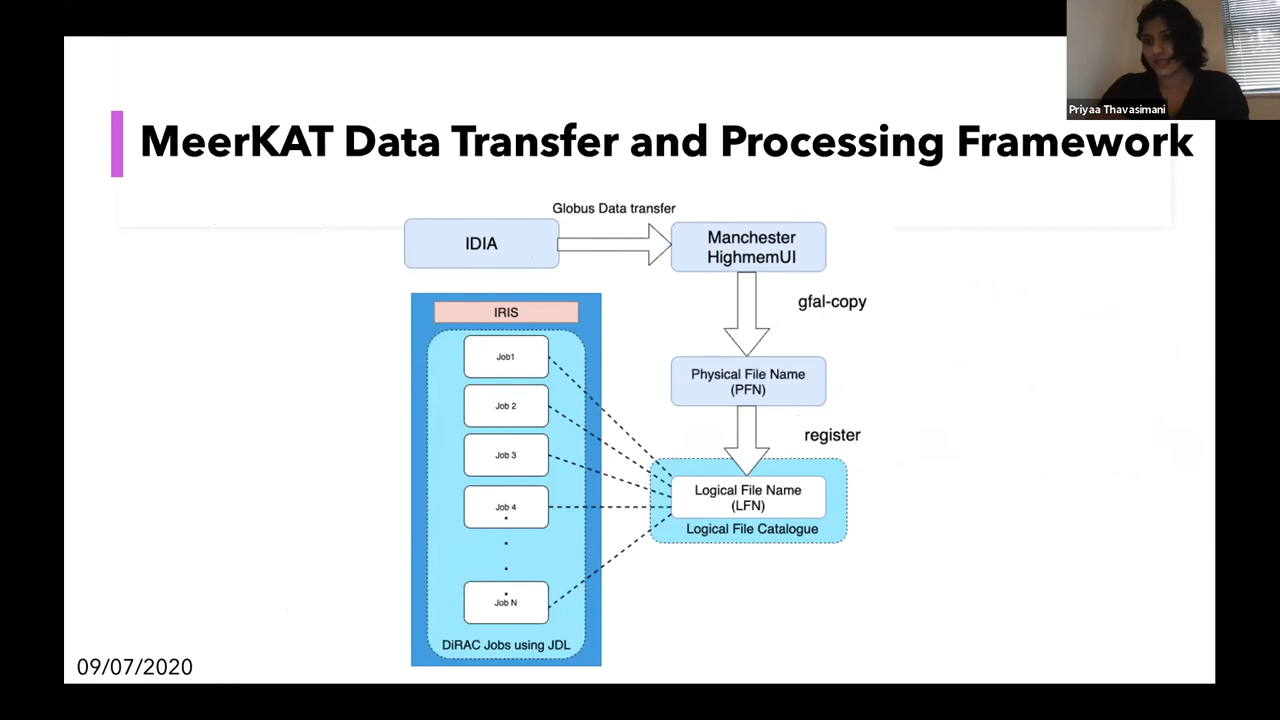 Priyaa Thavasimani
MeerKAT Data Transfer and Processing Framework
Globus Data transfer
IDIA
Manchester
HighmemUI
gfal-copy
IRIS
Job1
Job 2
Job 3
Job 4
Job N
DiRAC Jobs using JDL
Physical File Name
(PFN)
register
Logical File Name
(LFN)
Logical File Catalogue
09/07/2020